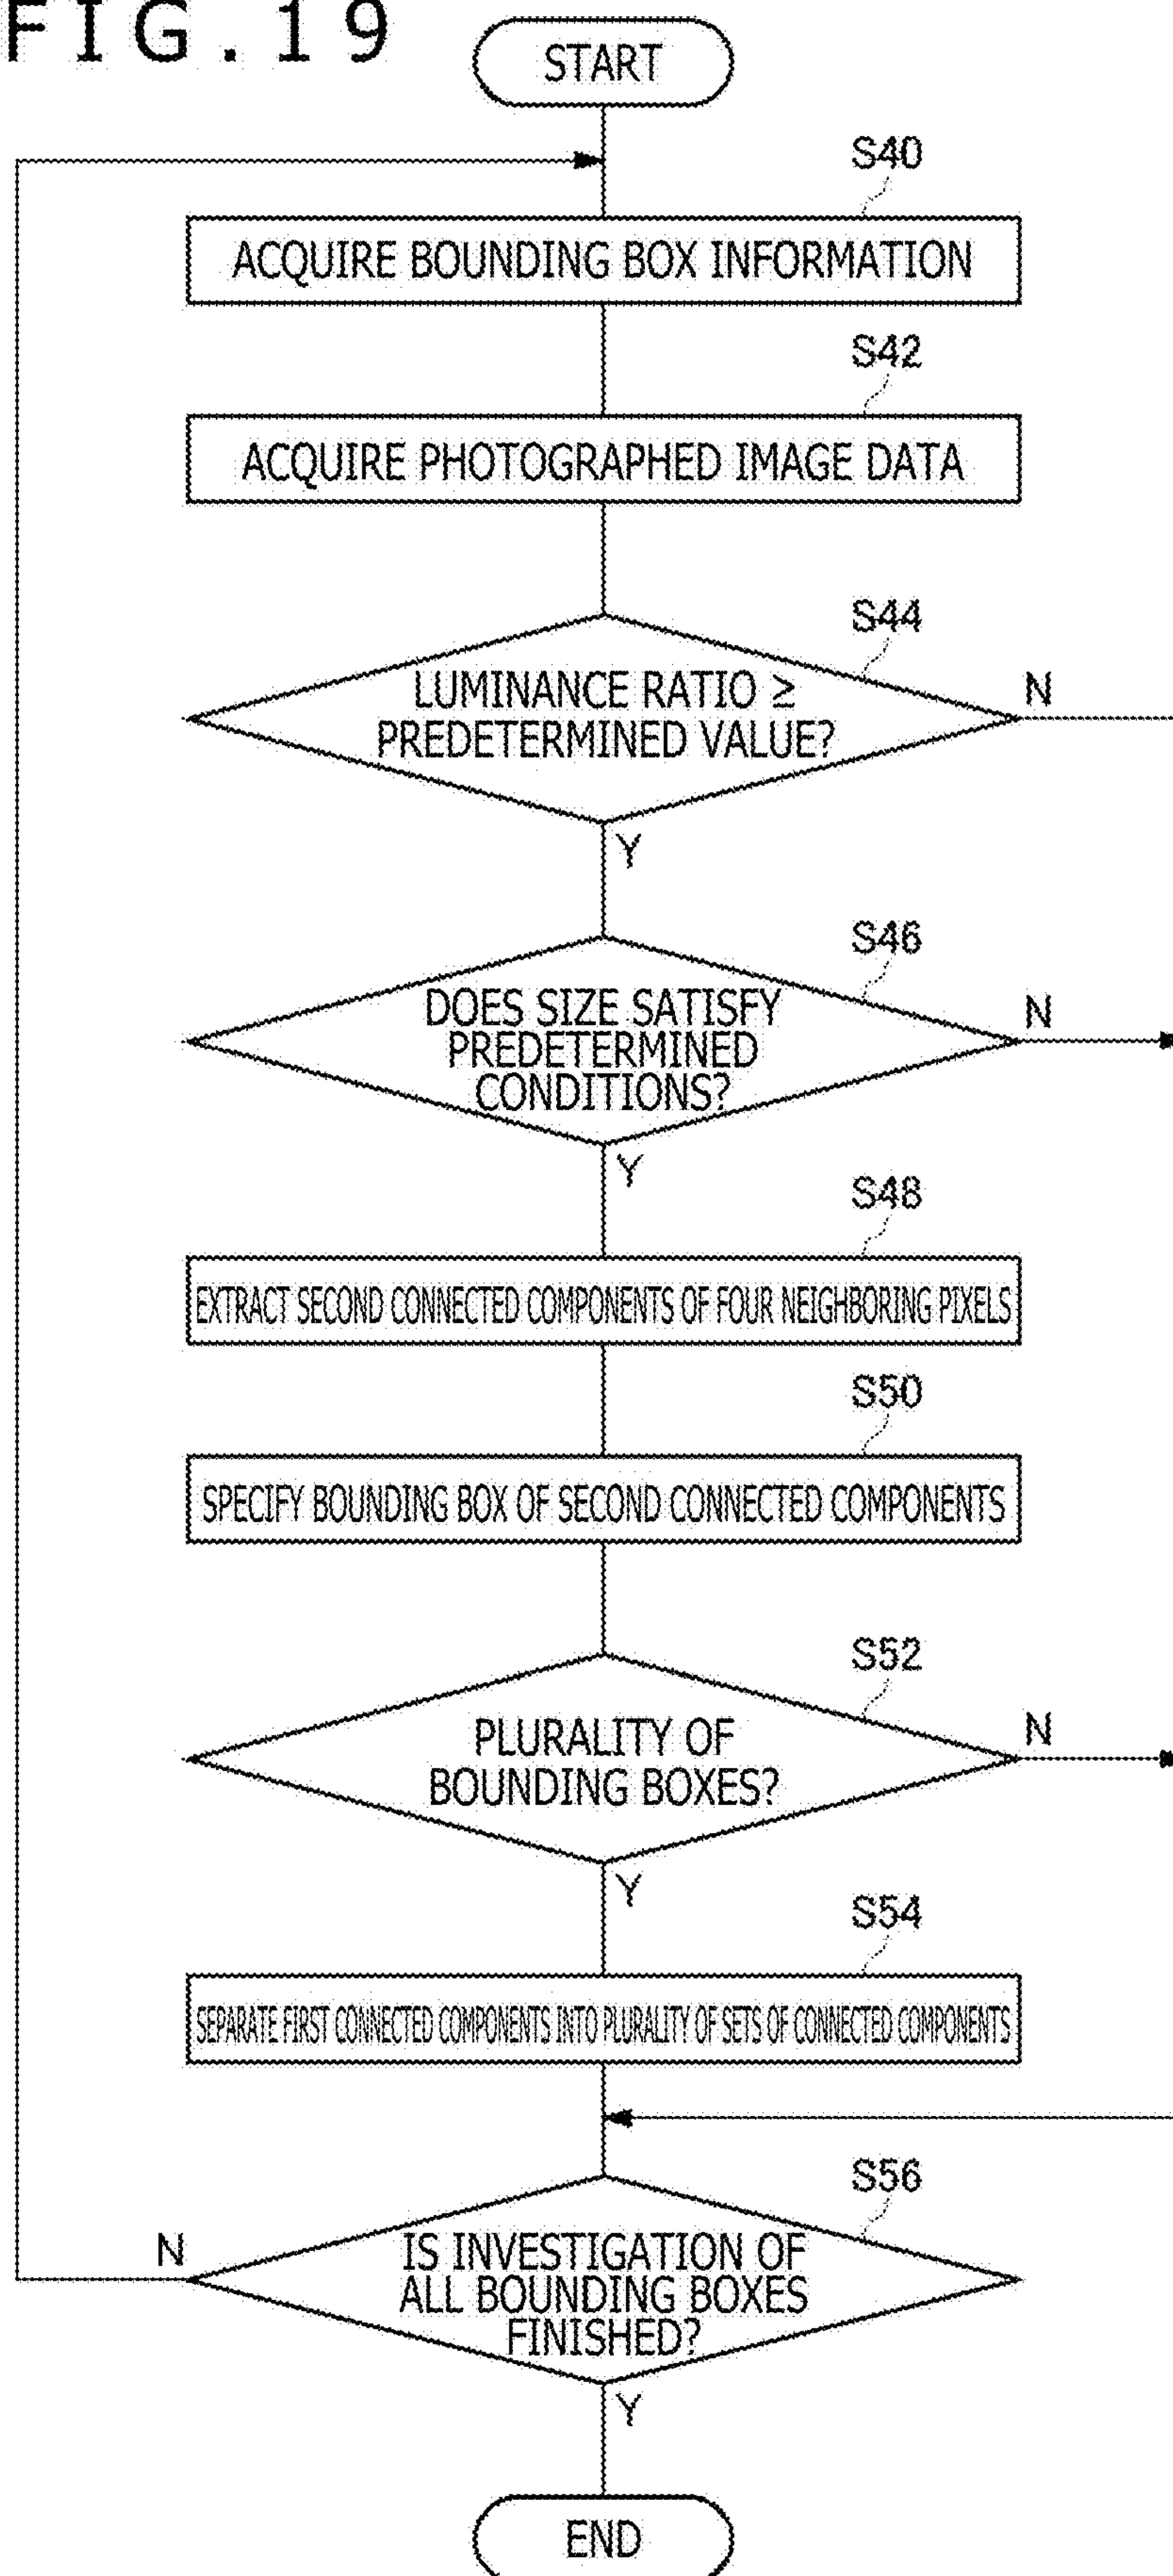 FIG.19
START
S40
ACQUIRE BOUNDING BOX INFORMATION
S42
ACQUIRE PHOTOGRAPHED IMAGE DATA
S44
LUMINANCE RATIO ≥
PREDETERMINED VALUE?
N
Y
S46
DOES SIZE SATISFY
PREDETERMINED
CONDITIONS?
N
Y
S48
EXTRACT SECOND CONNECTED COMPONENTS OF FOUR NEIGHBORING PIXELS
S50
SPECIFY BOUNDING BOX OF SECOND CONNECTED COMPONENTS
S52
PLURALITY OF
BOUNDING BOXES?
N
Y
S54
SEPARATE FIRST CONNECTED COMPONENTS INTO PLURALITY OF SETS OF CONNECTED COMPONENTS
S56
N
IS INVESTIGATION OF
ALL BOUNDING BOXES
FINISHED?
Y
END